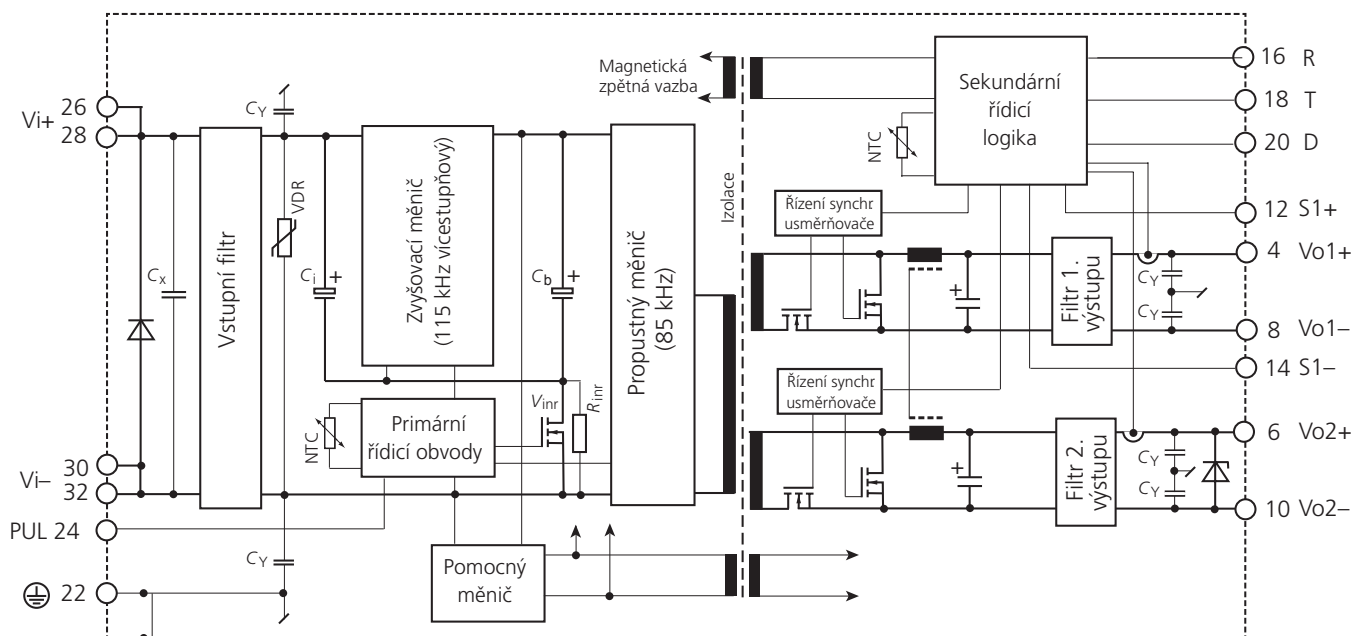 Magnetická
zpětná vazba
Sekundární
řídicí
logika
NTC
16 R
18 T
20 D
12 S1+
4 Vo1+
8 Vo1–
14 S1–
6 Vo2+
10 Vo2–
Vi+
26
28
CY
VDR
Cx
Vstupní filtr
Ci
+
Zvyšovací měnič
(115 kHz vícestupňový)
Cb
+
Propustný měnič
(85 kHz)
Izolace
Řízení synchr.
usměrňovače
+
Filtr 1.
výstupu
CY
CY
Řízení synchr.
usměrňovače
+
Filtr 2.
výstupu
CY
CY
NTC
Primární
řídicí obvody
Vinr
Rinr
Vi–
30
32
PUL 24
CY
22
Pomocný
měnič